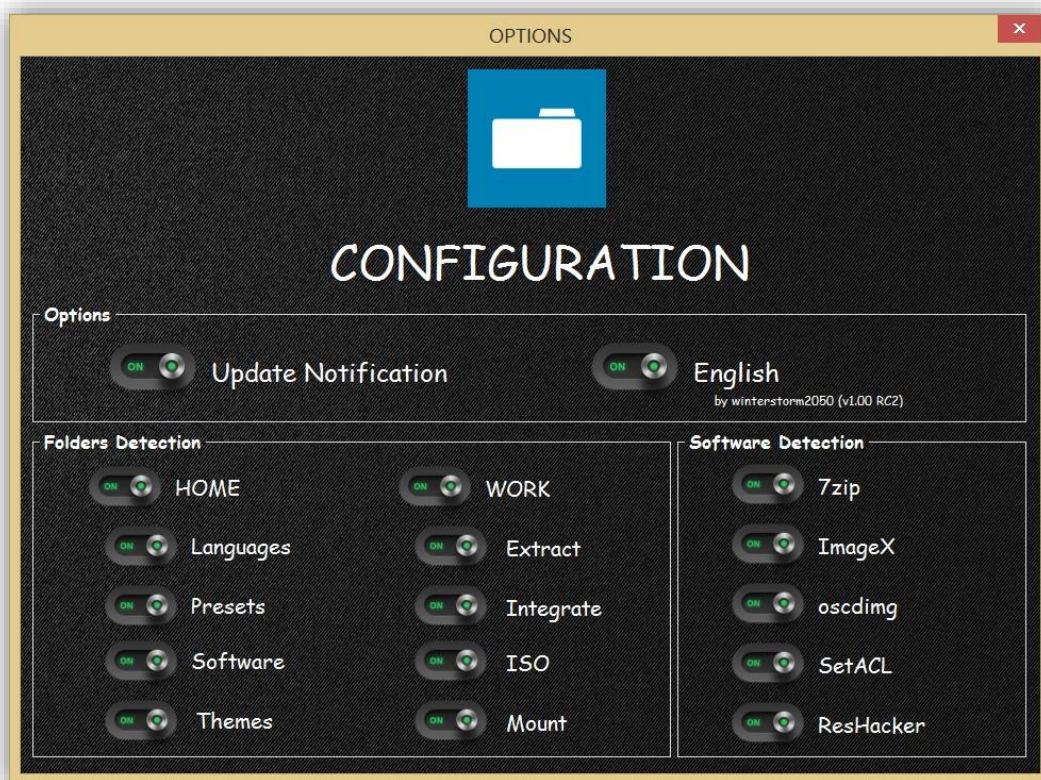 OPTIONS
CONFIGURATION
Options
ON Update Notification
ON English
by winterstorm2050 (v1.00 RC2)
Folders Detection
ON HOME
ON WORK
ON Languages
ON Extract
ON Presets
ON Integrate
ON Software
ON ISO
ON Themes
ON Mount
Software Detection
ON 7zip
ON ImageX
ON oscdimg
ON SetACL
ON ResHacker